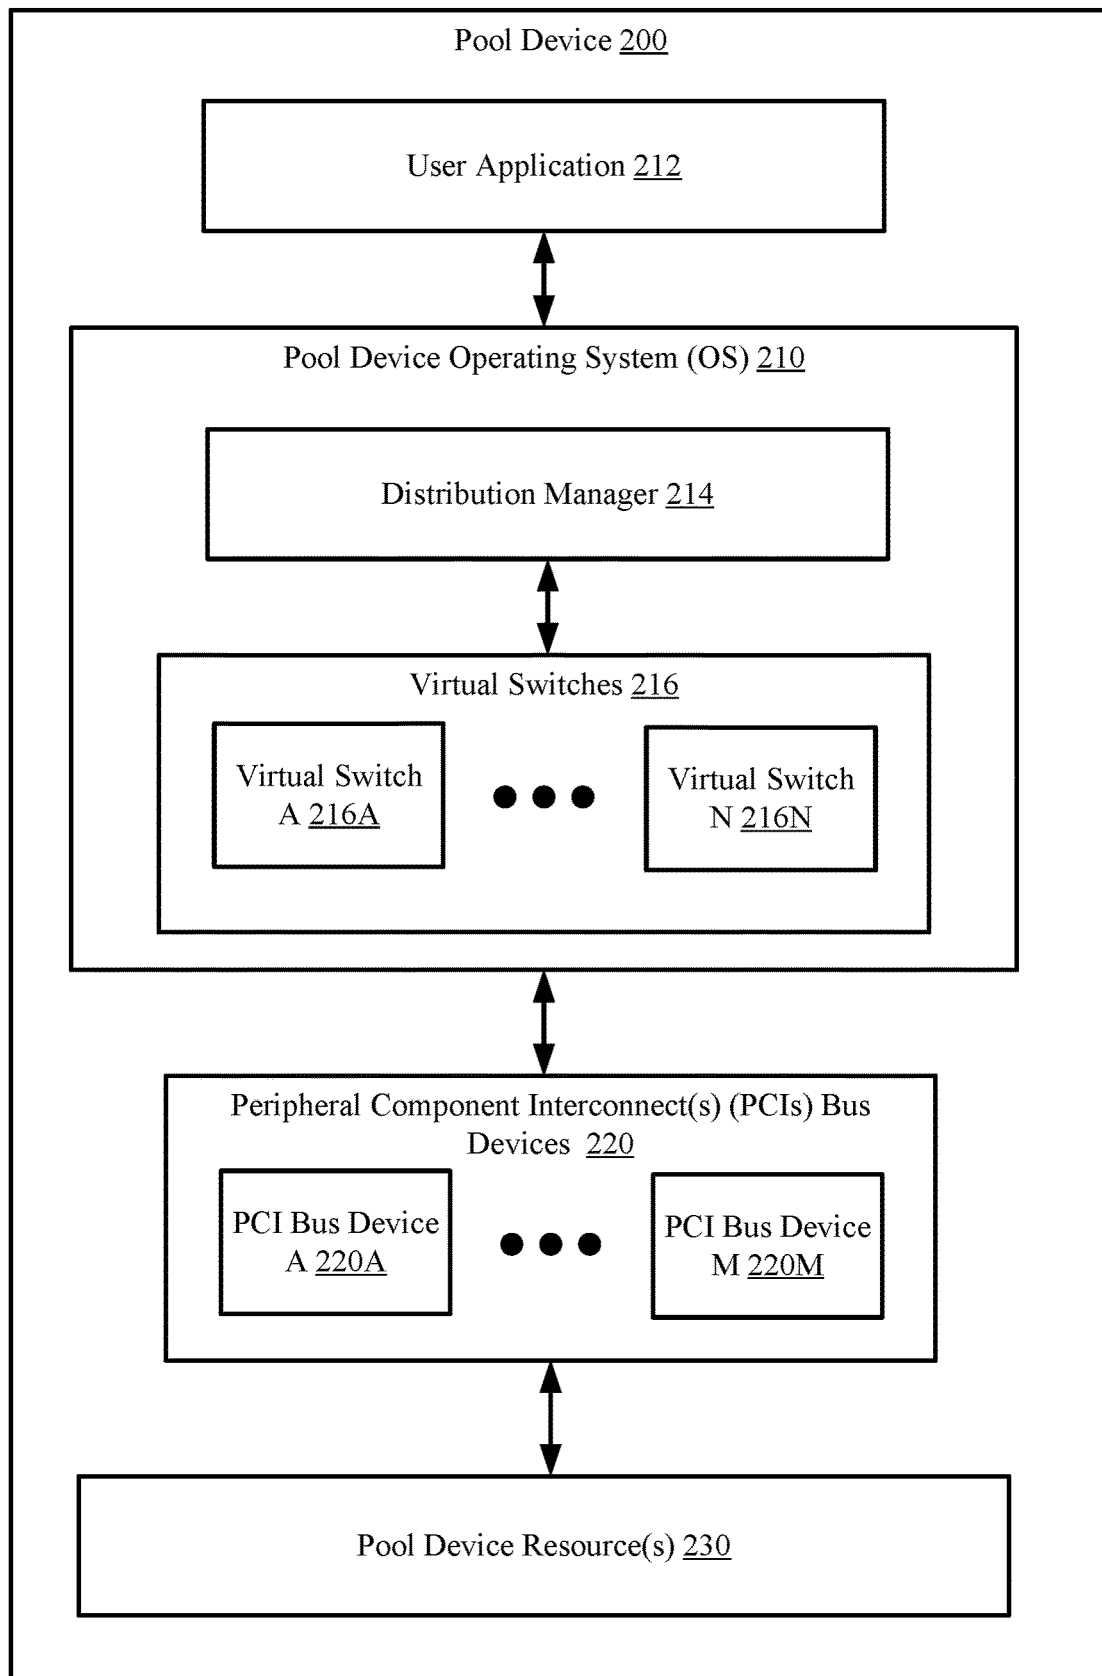 Pool Device 200
User Application 212
Pool Device Operating System (OS) 210
Distribution Manager 214
Virtual Switches 216
Virtual Switch
A 216A
Virtual Switch
N 216N
Peripheral Component Interconnect(s) (PCIs) Bus
Devices 220
PCI Bus Device
A 220A
PCI Bus Device
M 220M
Pool Device Resource(s) 230